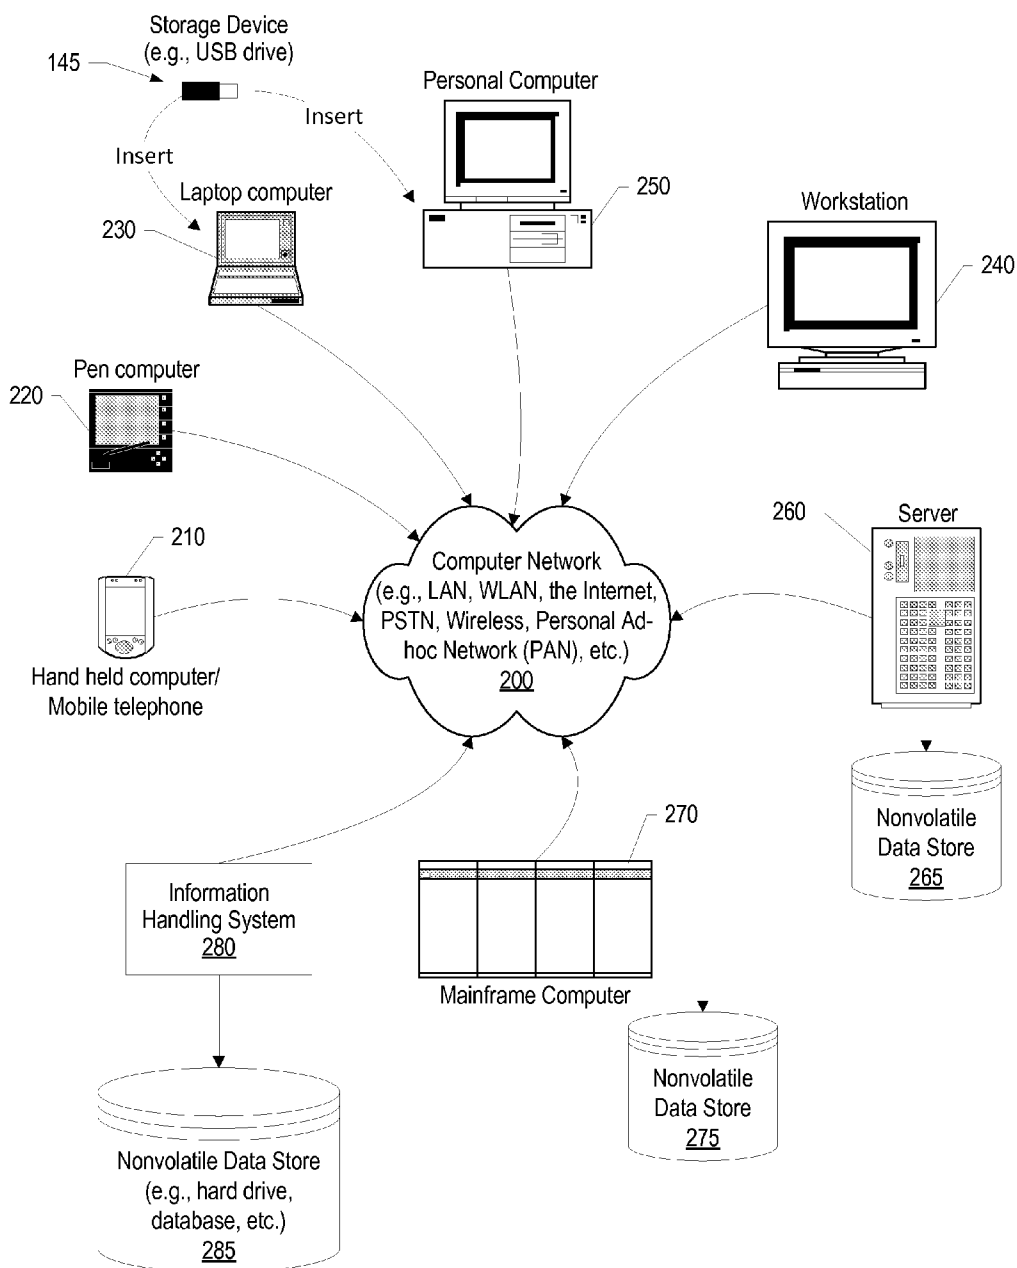 Storage Device
(e.g., USB drive)
145
Insert
Insert
Personal Computer
250
Laptop computer
230
Workstation
240
Pen computer
220
210
Hand held computer/
Mobile telephone
Computer Network
(e.g., LAN, WLAN, the Internet,
PSTN, Wireless, Personal Ad-
hoc Network (PAN), etc.)
200
260
Server
Nonvolatile
Data Store
265
270
Mainframe Computer
Nonvolatile
Data Store
275
Information
Handling System
280
Nonvolatile Data Store
(e.g., hard drive,
database, etc.)
285